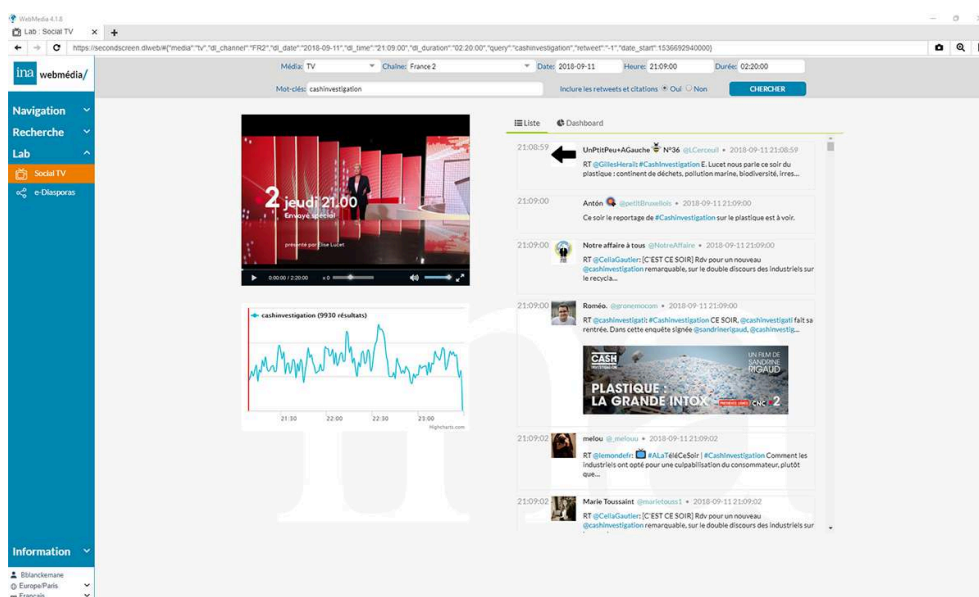 WebMedia 4.1.8
Lab : Social TV
https://secondscreen.dlweb/#{"media":"tv","dl_channel":"FR2","dl_date":"2018-09-11","dl_time":"21:09:00","dl_duration":"02:20:00","query":"cashinvestigation","retweet":"-1","date_start":1536692940000}
ina webmédia/
Média: TV Chaîne: France 2 Date: 2018-09-11 Heure: 21:09:00 Durée: 02:20:00
Mot-clés: cashinvestigation Inclure les retweets et citations Oui Non CHERCHER
Navigation
Recherche
Lab
Social TV
e-Diasporas
Information
Bblanckemane
Europe/Paris
Français
2 jeudi 21.00
Envoyé spécial
présenté par Élise Lucet
0:00:00 / 2:20:00 x 0
cashinvestigation (9930 résultats)
21:30 22:00 22:30 23:00
Highcharts.com
Liste Dashboard
21:08:59 UnPtitPeu+AGauche N°36 @LCerceuil • 2018-09-11 21:08:59
RT @GillesHerail: #CashInvestigation E. Lucet nous parle ce soir du
plastique : continent de déchets, pollution marine, biodiversité, irres...
21:09:00 Antón @petitBruxellois • 2018-09-11 21:09:00
Ce soir le reportage de #Cashinvestigation sur le plastique est à voir.
21:09:00 Notre affaire à tous @NotreAffaire • 2018-09-11 21:09:00
RT @CeliaGautier: [C'EST CE SOIR] Rdv pour un nouveau
@cashinvestigation remarquable, sur le double discours des industriels sur
le recycla...
21:09:00 Roméo. @gronemocom • 2018-09-11 21:09:00
RT @cashinvestigati: #CashInvestigation CE SOIR, @cashinvestigati fait sa
rentrée. Dans cette enquête signée @sandrinerigaud, @cashinvestig...
CASH
INVESTIGATION
UN FILM DE
SANDRINE
RIGAUD
PLASTIQUE :
LA GRANDE INTOX
CNC 2
21:09:02 melou @_melouu • 2018-09-11 21:09:02
RT @lemondefr: #ALaTéléCeSoir | #CashInvestigation Comment les
industriels ont opté pour une culpabilisation du consommateur, plutôt
que...
21:09:02 Marie Toussaint @marietouss1 • 2018-09-11 21:09:02
RT @CeliaGautier: [C'EST CE SOIR] Rdv pour un nouveau
@cashinvestigation remarquable, sur le double discours des industriels sur
ina